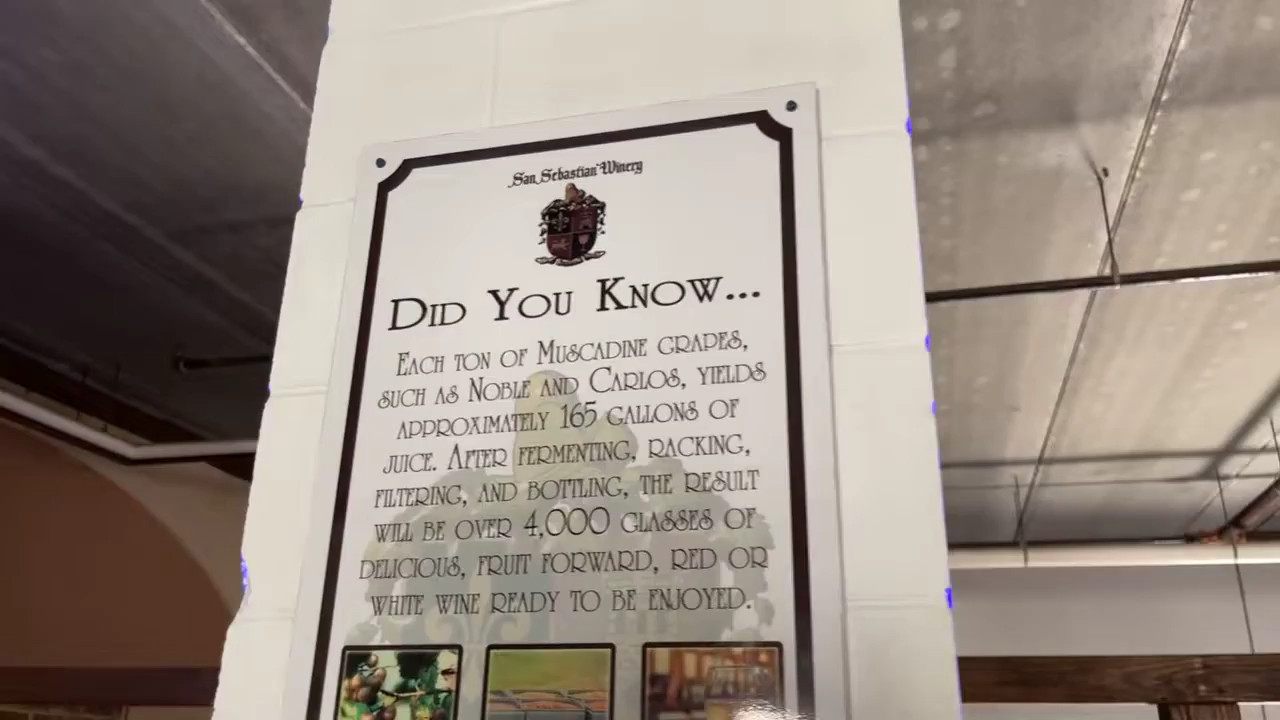 San Sebastian Winery
Did You Know...
Each ton of Muscadine grapes,
such as Noble and Carlos, yields
approximately 165 gallons of
juice. After fermenting, racking,
filtering, and bottling, the result
will be over 4,000 glasses of
delicious, fruit forward, red or
white wine ready to be enjoyed.